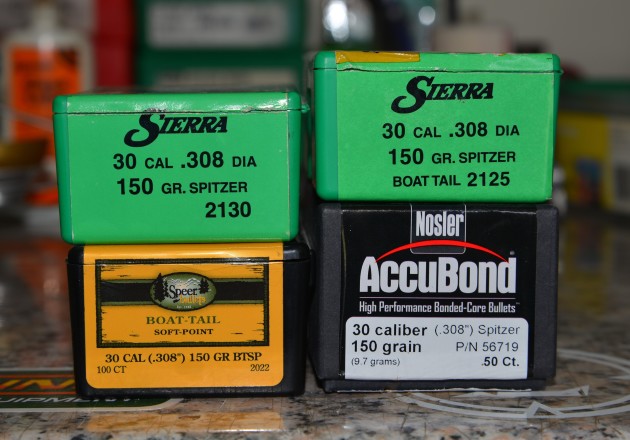 SIERRA
30 CAL .308 DIA
150 GR. SPITZER
2130
SIERRA
30 CAL .308 DIA
150 GR. SPITZER
BOAT TAIL 2125
Speer
BOAT-TAIL
SOFT-POINT
30 CAL (.308") 150 GR BTSP
100 CT 2022
Nosler
ACCUBOND®
High Performance Bonded-Core Bullets™
30 caliber (.308") Spitzer
150 grain P/N 56719
(9.7 grams) .50 Ct.